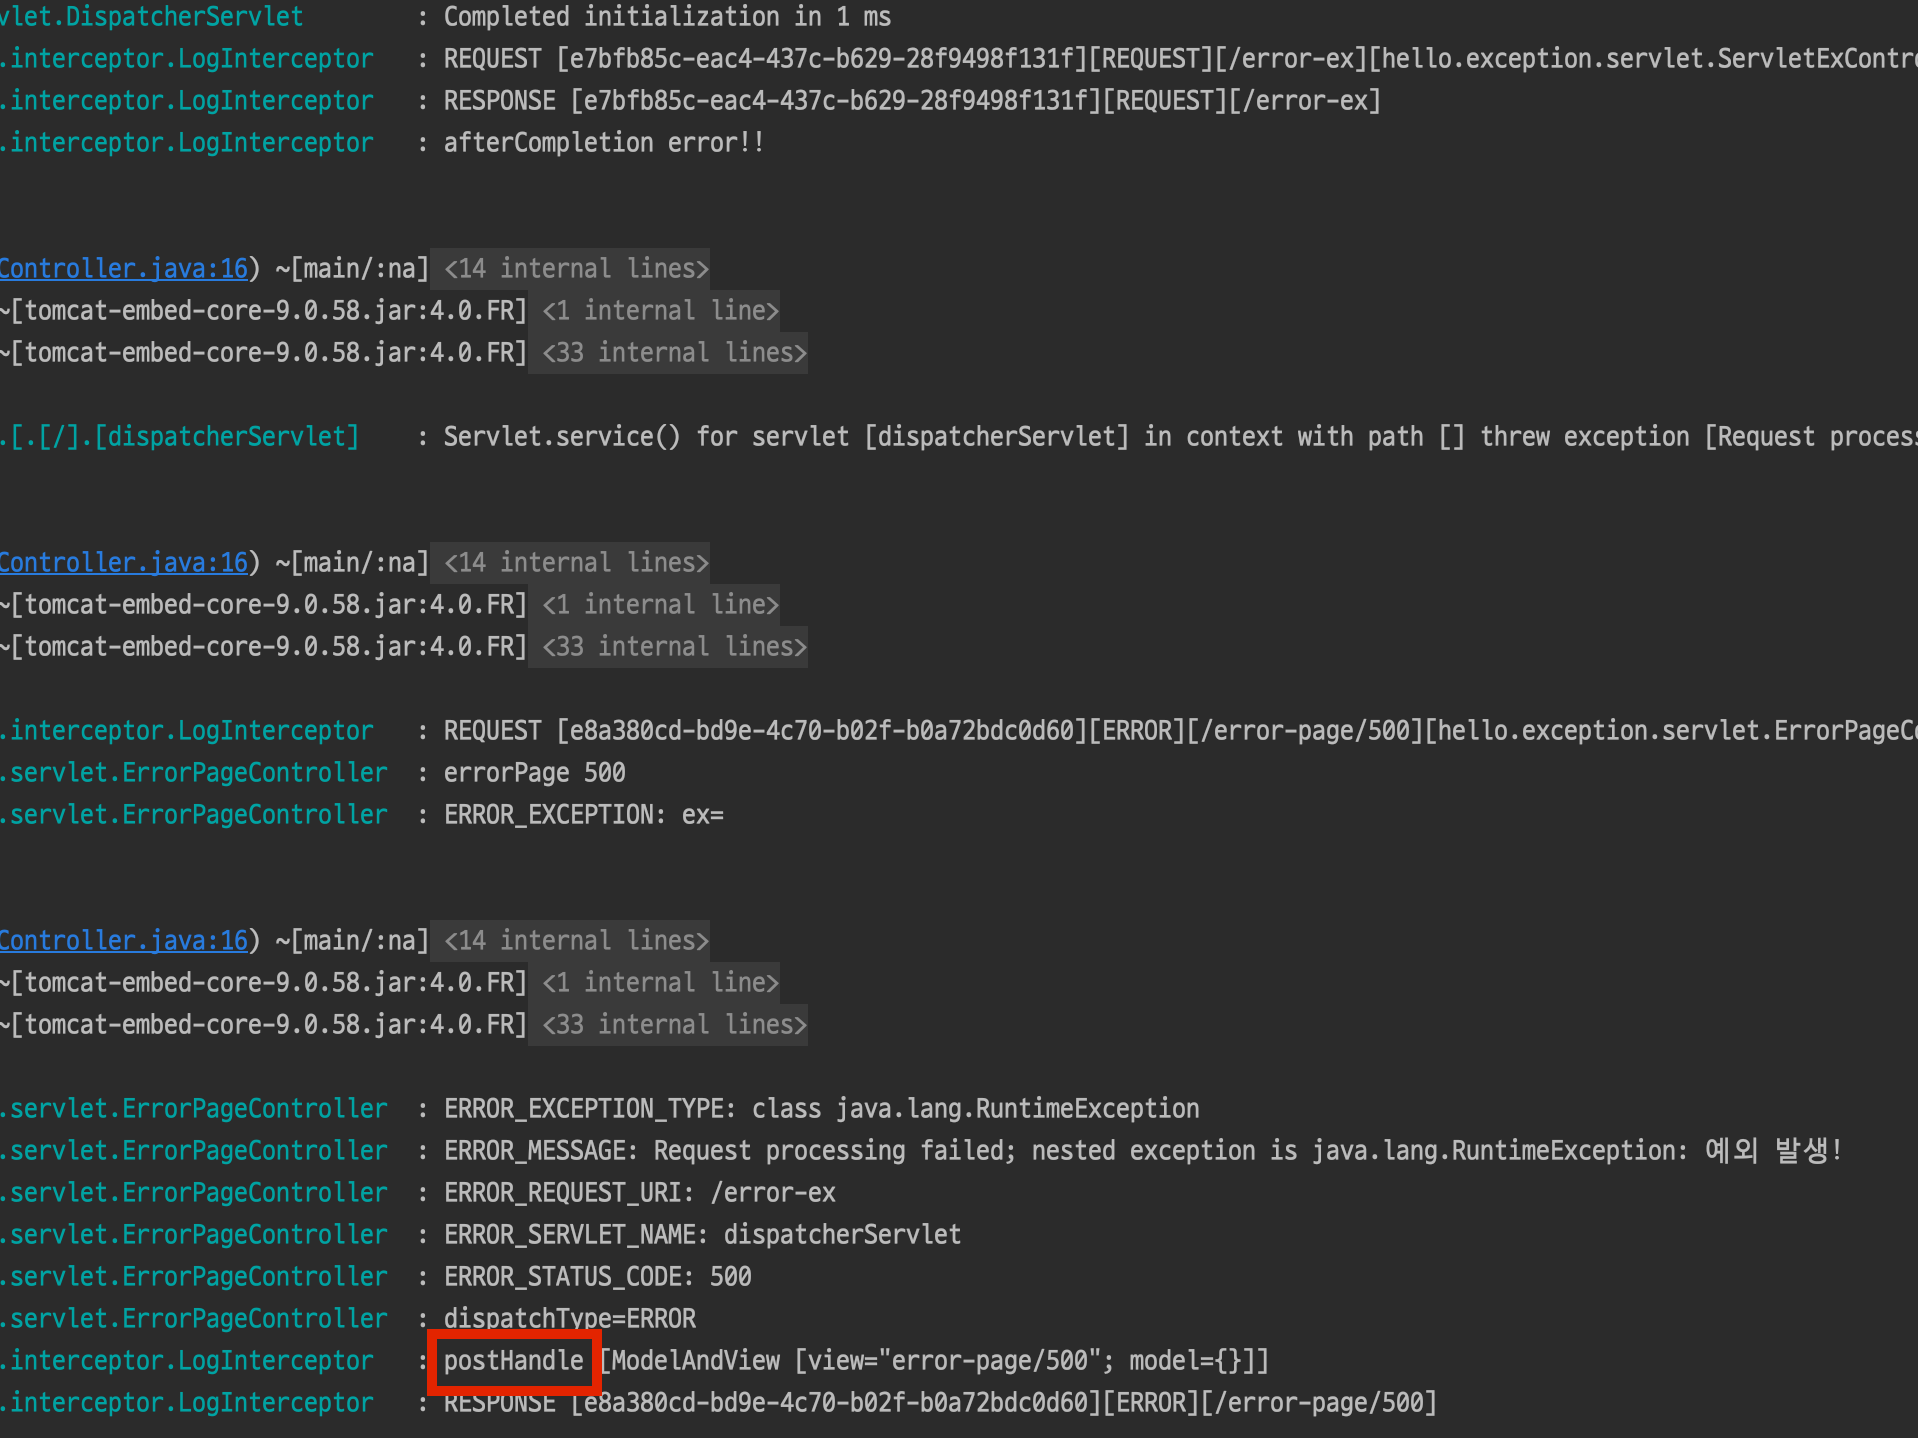 vlet.DispatcherServlet : Completed initialization in 1 ms
.interceptor.LogInterceptor : REQUEST [e7bfb85c-eac4-437c-b629-28f9498f131f][REQUEST][/error-ex][hello.exception.servlet.ServletExContro
.interceptor.LogInterceptor : RESPONSE [e7bfb85c-eac4-437c-b629-28f9498f131f][REQUEST][/error-ex]
.interceptor.LogInterceptor : afterCompletion error!!
Controller.java:16) ~[main/:na] <14 internal lines>
~[tomcat-embed-core-9.0.58.jar:4.0.FR] <1 internal line>
~[tomcat-embed-core-9.0.58.jar:4.0.FR] <33 internal lines>
.[.[/].[dispatcherServlet] : Servlet.service() for servlet [dispatcherServlet] in context with path [] threw exception [Request process
Controller.java:16) ~[main/:na] <14 internal lines>
~[tomcat-embed-core-9.0.58.jar:4.0.FR] <1 internal line>
~[tomcat-embed-core-9.0.58.jar:4.0.FR] <33 internal lines>
.interceptor.LogInterceptor : REQUEST [e8a380cd-bd9e-4c70-b02f-b0a72bdc0d60][ERROR][/error-page/500][hello.exception.servlet.ErrorPageCo
.servlet.ErrorPageController : errorPage 500
.servlet.ErrorPageController : ERROR_EXCEPTION: ex=
Controller.java:16) ~[main/:na] <14 internal lines>
~[tomcat-embed-core-9.0.58.jar:4.0.FR] <1 internal line>
~[tomcat-embed-core-9.0.58.jar:4.0.FR] <33 internal lines>
.servlet.ErrorPageController : ERROR_EXCEPTION_TYPE: class java.lang.RuntimeException
.servlet.ErrorPageController : ERROR_MESSAGE: Request processing failed; nested exception is java.lang.RuntimeException: 예외 발생!
.servlet.ErrorPageController : ERROR_REQUEST_URI: /error-ex
.servlet.ErrorPageController : ERROR_SERVLET_NAME: dispatcherServlet
.servlet.ErrorPageController : ERROR_STATUS_CODE: 500
.servlet.ErrorPageController : dispatchType=ERROR
.interceptor.LogInterceptor : postHandle [ModelAndView [view="error-page/500"; model={}]]
.interceptor.LogInterceptor : RESPONSE [e8a380cd-bd9e-4c70-b02f-b0a72bdc0d60][ERROR][/error-page/500]